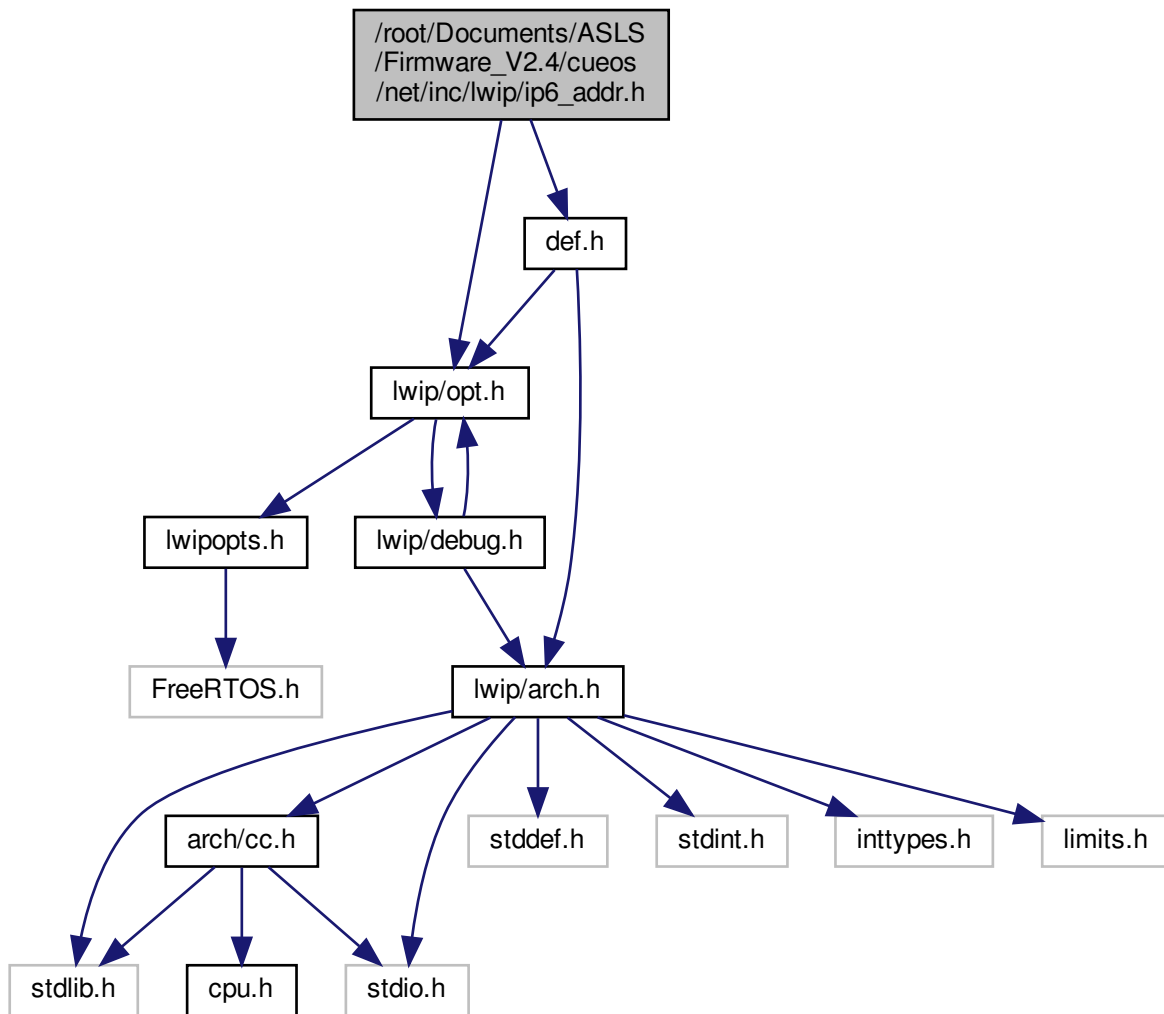 /root/Documents/ASLS
/Firmware_V2.4/cueos
/net/inc/lwip/ip6_addr.h
def.h
lwip/opt.h
lwipopts.h
lwip/debug.h
FreeRTOS.h
lwip/arch.h
arch/cc.h
stddef.h
stdint.h
inttypes.h
limits.h
stdlib.h
cpu.h
stdio.h